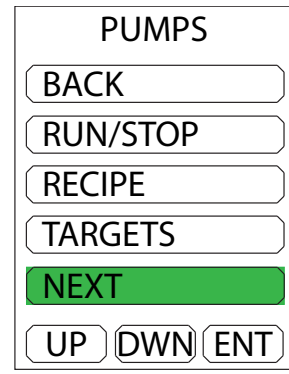 PUMPS
BACK
RUN/STOP
RECIPE
TARGETS
NEXT
UP DWN ENT